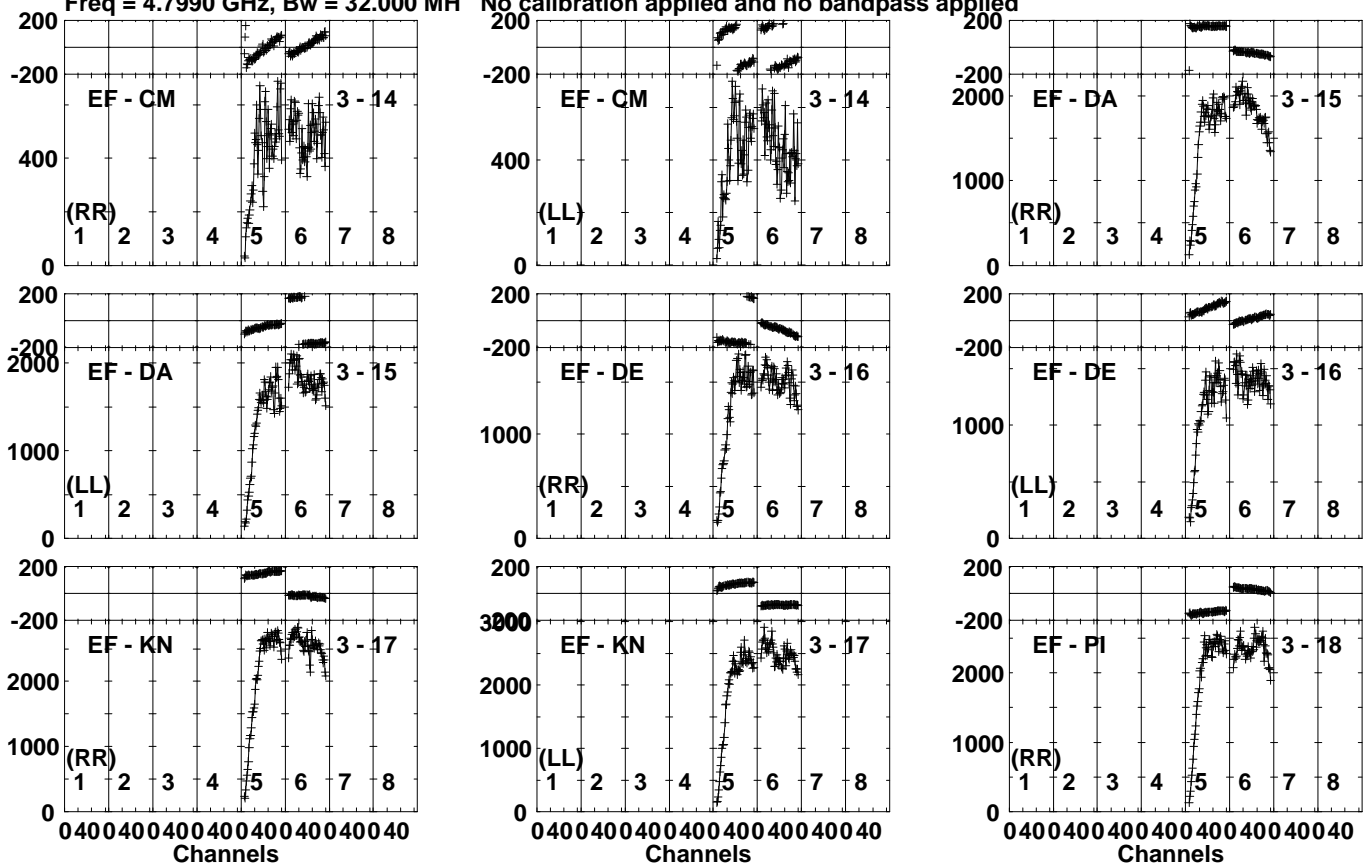 Freq = 4.7990 GHz, Bw = 32.000 MH No calibration applied and no bandpass applied
200
-200
EF - CM 3 - 14
400
(RR)
1 2 3 4 5 6 7 8
0
200
-200
EF - CM 3 - 14
400
(LL)
1 2 3 4 5 6 7 8
0
200
-200
2000
EF - DA 3 - 15
1000
(RR)
1 2 3 4 5 6 7 8
0
200
-200
2000
EF - DA 3 - 15
1000
(LL)
1 2 3 4 5 6 7 8
0
200
-200
EF - DE 3 - 16
1000
(RR)
1 2 3 4 5 6 7 8
0
200
-200
EF - DE 3 - 16
1000
(LL)
1 2 3 4 5 6 7 8
0
200
-200
EF - KN 3 - 17
2000
1000
(RR)
1 2 3 4 5 6 7 8
0
0 40 0 40 0 40 0 40 0 40 0 40 0 40 0 40
Channels
200
-200
3000
EF - KN 3 - 17
2000
1000
(LL)
1 2 3 4 5 6 7 8
0
0 40 0 40 0 40 0 40 0 40 0 40 0 40 0 40
Channels
200
-200
EF - PI 3 - 18
2000
1000
(RR)
1 2 3 4 5 6 7 8
0
0 40 0 40 0 40 0 40 0 40 0 40 0 40 0 40
Channels